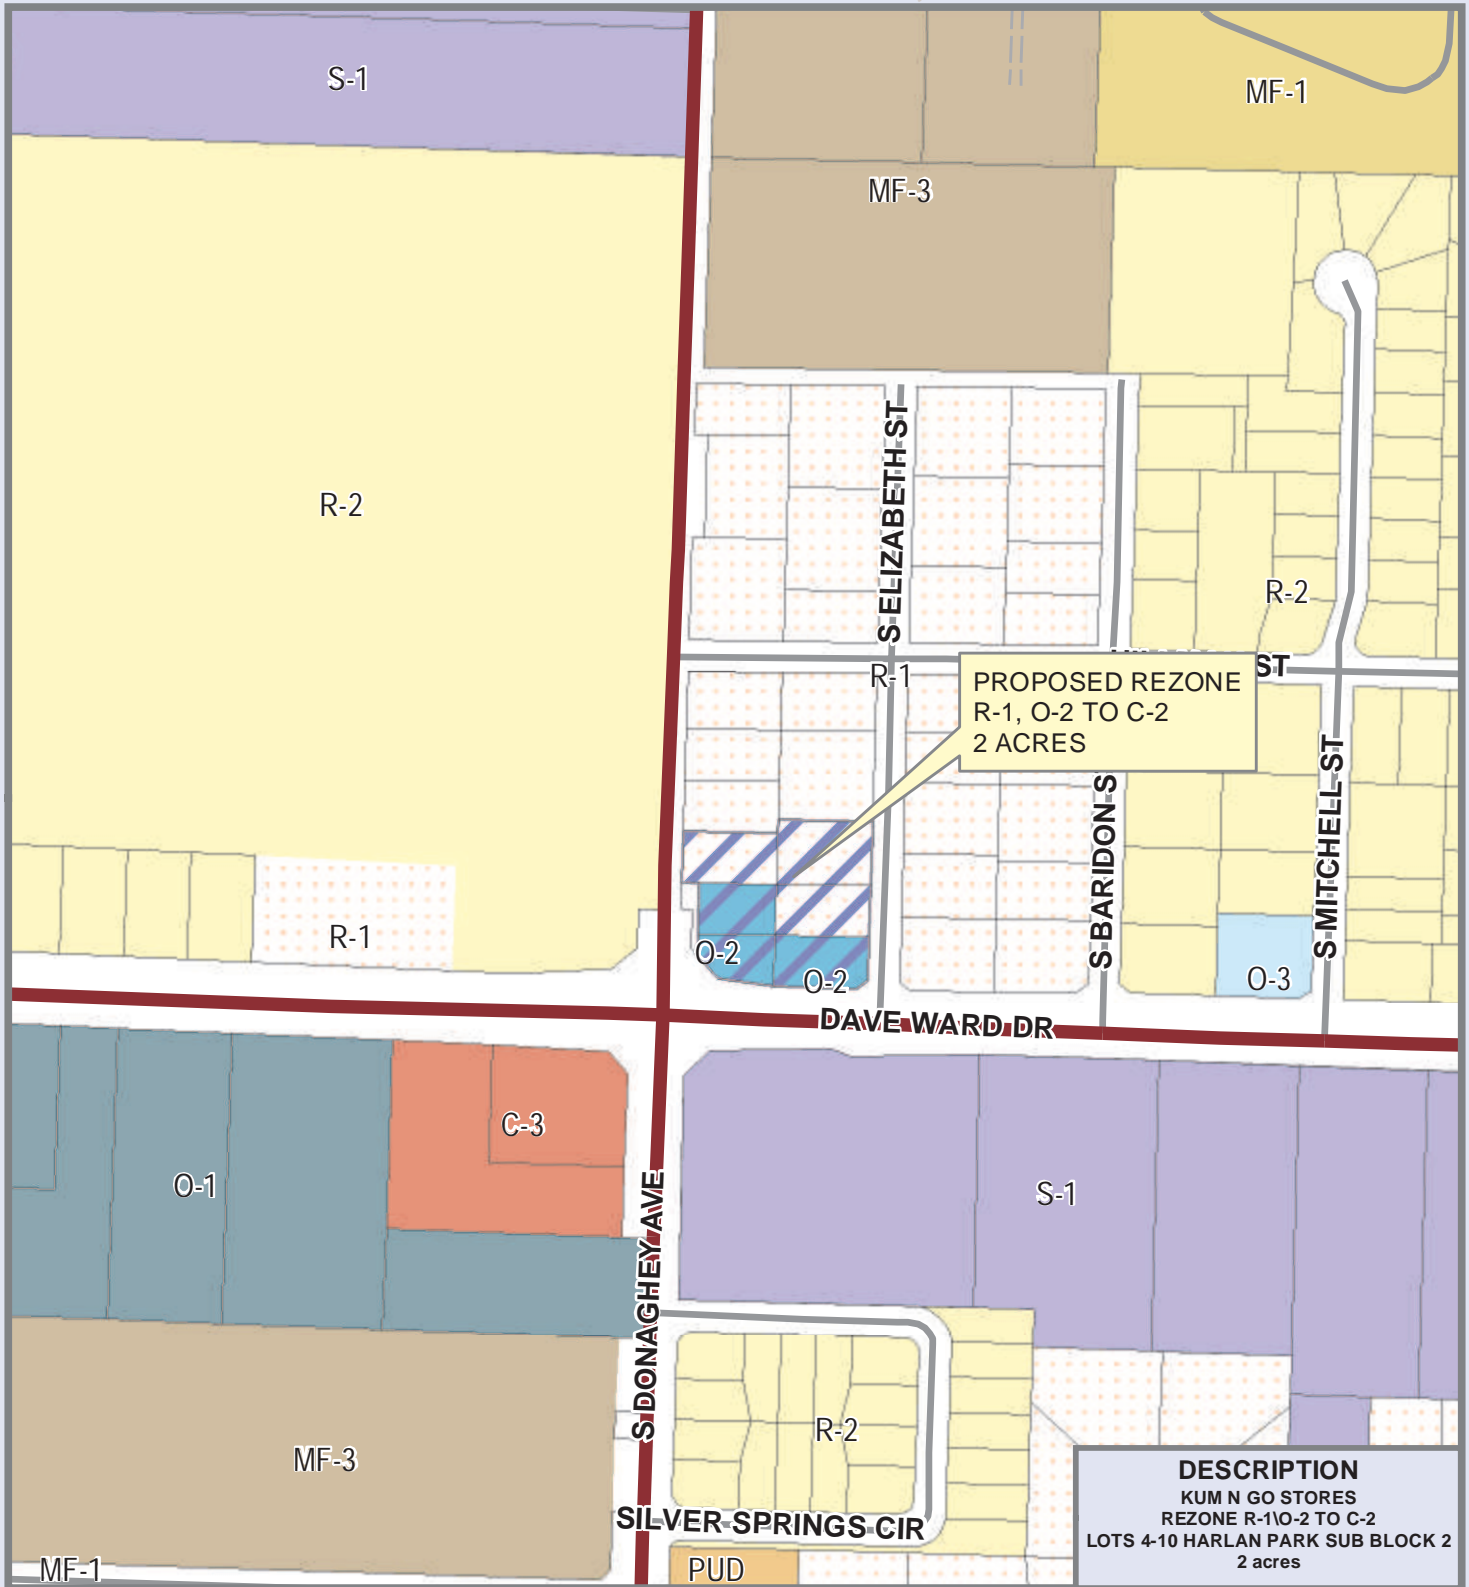 S-1
MF-1
MF-3
R-2
S ELIZABETH ST
R-2
ST
R-1
PROPOSED REZONE
R-1, O-2 TO C-2
2 ACRES
S BARIDON S
S MITCHELL ST
R-1
O-2
O-2
O-3
DAVE WARD DR
C-3
O-1
S-1
S DONAGHEY AVE
R-2
MF-3
SILVER SPRINGS CIR
MF-1
PUD
DESCRIPTION
KUM N GO STORES
REZONE R-1\O-2 TO C-2
LOTS 4-10 HARLAN PARK SUB BLOCK 2
2 acres